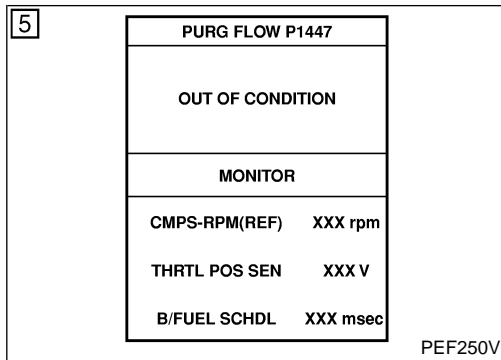 5
PURG FLOW P1447
OUT OF CONDITION
MONITOR
CMPS-RPM(REF) XXX rpm
THRTL POS SEN XXX V
B/FUEL SCHDL XXX msec
PEF250V